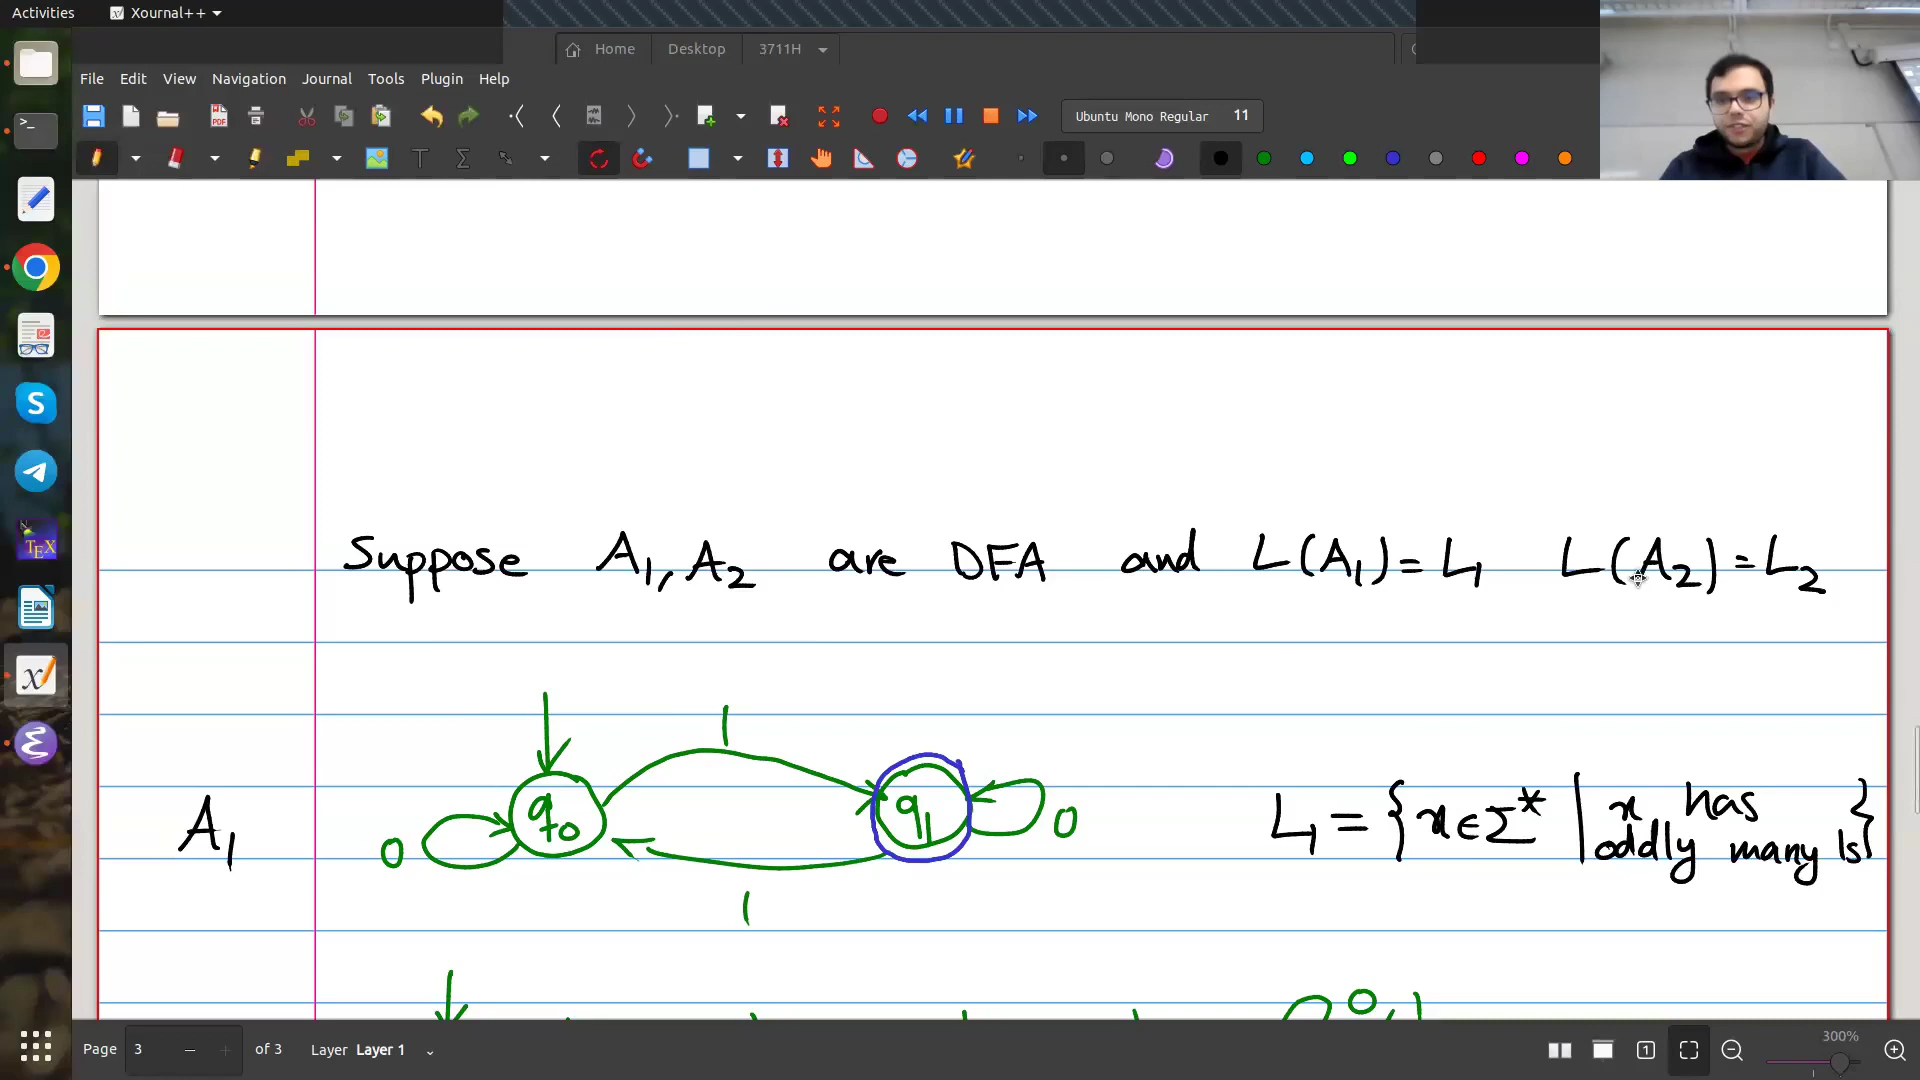 Activities Xournal++
Home Desktop 3711H
File Edit View Navigation Journal Tools Plugin Help
Ubuntu Mono Regular 11
Suppose A₁, A₂ are DFA and L(A₁) = L₁ L(A₂) = L₂
1
A₁ 0 q₀ q₁ 0 L₁ = {x ∈ Σ* | x has oddly many 1s}
1
0,1
Page 3 of 3 Layer Layer 1 300%